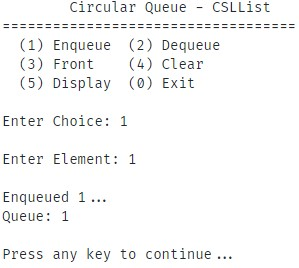 Circular Queue - CSLList
===================================
(1) Enqueue (2) Dequeue
(3) Front (4) Clear
(5) Display (0) Exit
Enter Choice: 1
Enter Element: 1
Enqueued 1...
Queue: 1
Press any key to continue...